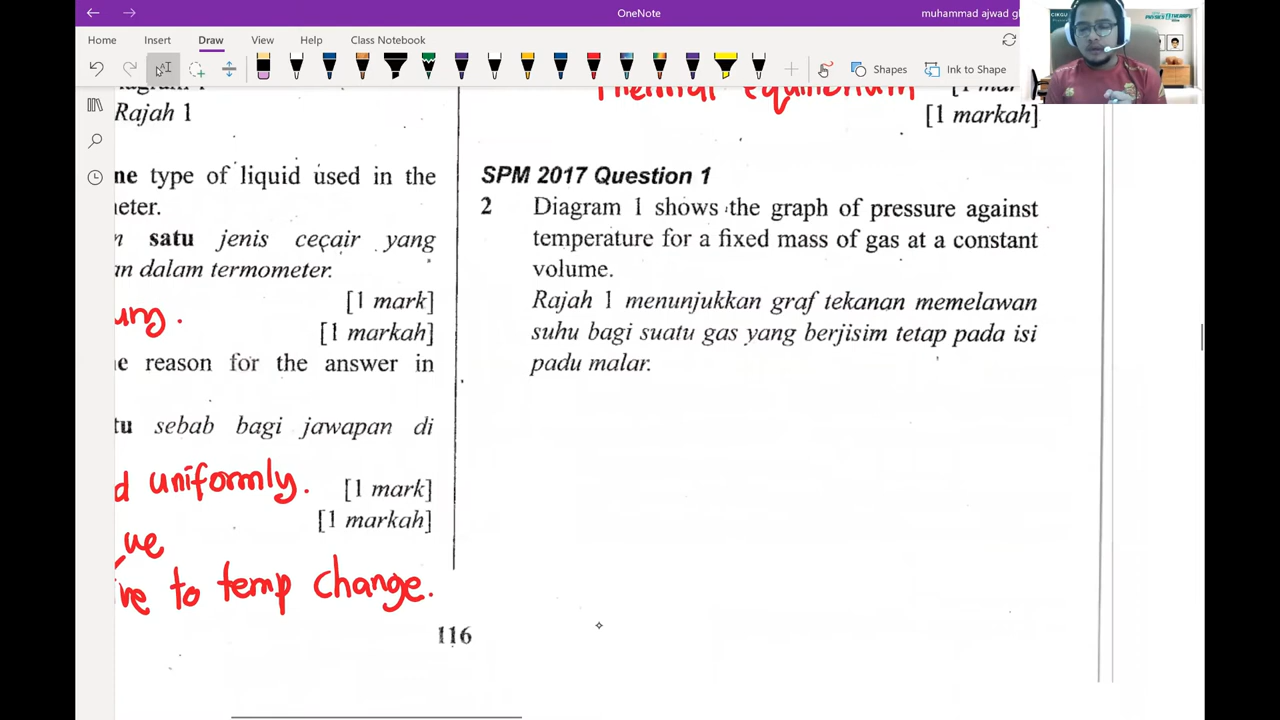 OneNote
muhammad ajwad gh
Home Insert Draw View Help Class Notebook
Shapes
Ink to Shape
Rajah 1
ne type of liquid used in the
eter.
n satu jenis cecair yang
an dalam termometer.
[1 mark]
ung.
[1 markah]
e reason for the answer in
tu sebab bagi jawapan di
d uniformly.
[1 mark]
[1 markah]
ve
ive to temp change.
116
Thermal equilibrium
[1 markah]
SPM 2017 Question 1
2 Diagram 1 shows the graph of pressure against
temperature for a fixed mass of gas at a constant
volume.
Rajah 1 menunjukkan graf tekanan memelawan
suhu bagi suatu gas yang berjisim tetap pada isi
padu malar.